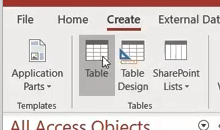 File Home Create External Dat
Application Parts
Table
Table Design
SharePoint Lists
Templates
Tables
All Access Objects